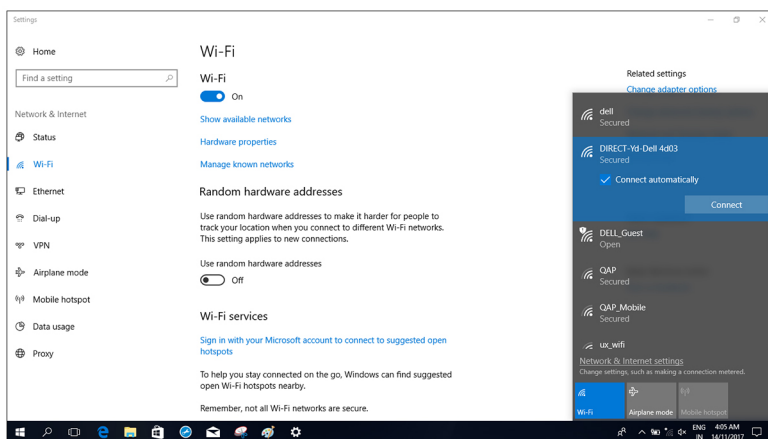 Settings
Home
Find a setting
Network & Internet
Status
Wi-Fi
Ethernet
Dial-up
VPN
Airplane mode
Mobile hotspot
Data usage
Proxy
Wi-Fi
Wi-Fi
On
Show available networks
Hardware properties
Manage known networks
Random hardware addresses
Use random hardware addresses to make it harder for people to
track your location when you connect to different Wi-Fi networks.
This setting applies to new connections.
Use random hardware addresses
Off
Wi-Fi services
Sign in with your Microsoft account to connect to suggested open
hotspots
To help you stay connected on the go, Windows can find suggested
open Wi-Fi hotspots nearby.
Remember, not all Wi-Fi networks are secure.
Related settings
Change adapter options
dell
Secured
DIRECT-Yd-Dell 4d03
Secured
Connect automatically
Connect
DELL_Guest
Open
QAP
Secured
QAP_Mobile
Secured
ux_wifi
Network & Internet settings
Change settings, such as making a connection metered.
Wi-Fi
Airplane mode
Mobile hotspot
ENG
IN
4:05 AM
14/11/2017